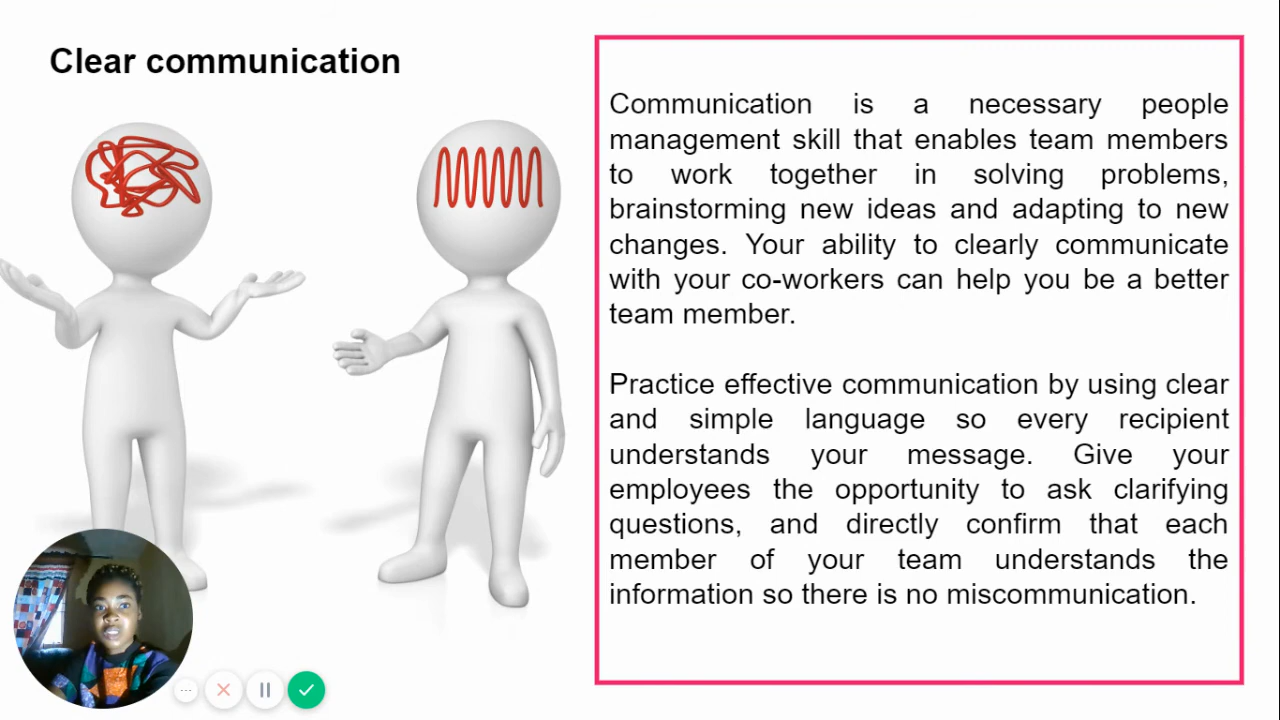 Clear communication
Communication is a necessary people
management skill that enables team members
to work together in solving problems,
brainstorming new ideas and adapting to new
changes. Your ability to clearly communicate
with your co-workers can help you be a better
team member.
Practice effective communication by using clear
and simple language so every recipient
understands your message. Give your
employees the opportunity to ask clarifying
questions, and directly confirm that each
member of your team understands the
information so there is no miscommunication.